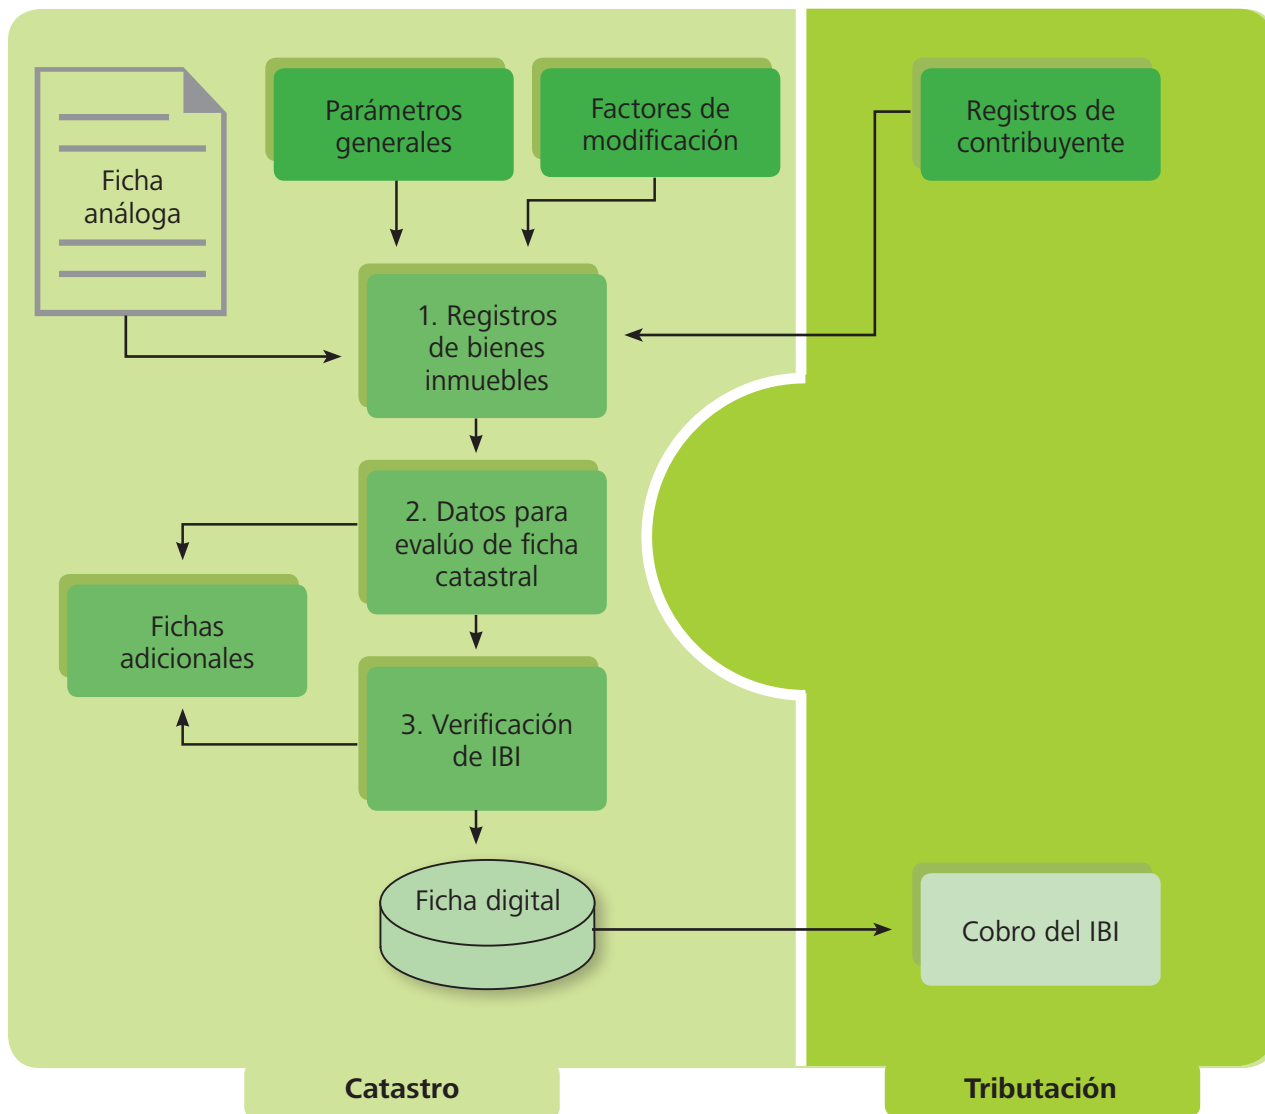 Parámetros
generales
Factores de
modificación
Registros de
contribuyente
Ficha
análoga
1. Registros
de bienes
inmuebles
2. Datos para
evalúo de ficha
catastral
Fichas
adicionales
3. Verificación
de IBI
Ficha digital
Cobro del IBI
Catastro
Tributación